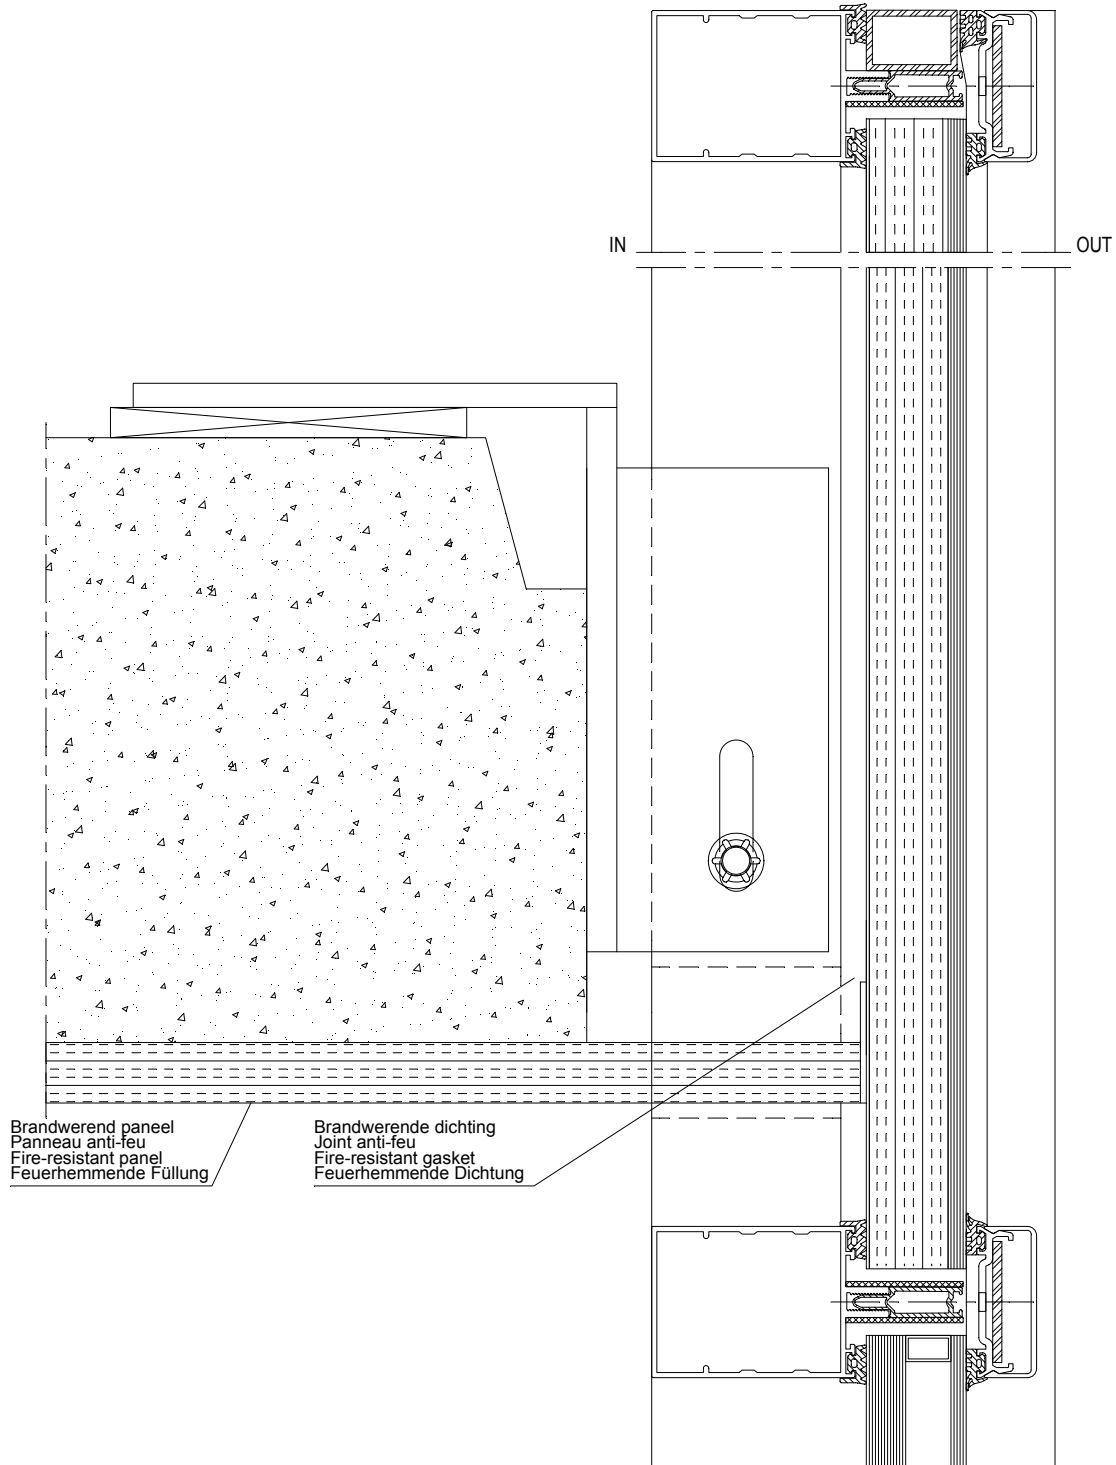 IN
OUT
Brandwerend paneel
Panneau anti-feu
Fire-resistant panel
Feuerhemmende Füllung
Brandwerende dichting
Joint anti-feu
Fire-resistant gasket
Feuerhemmende Dichtung